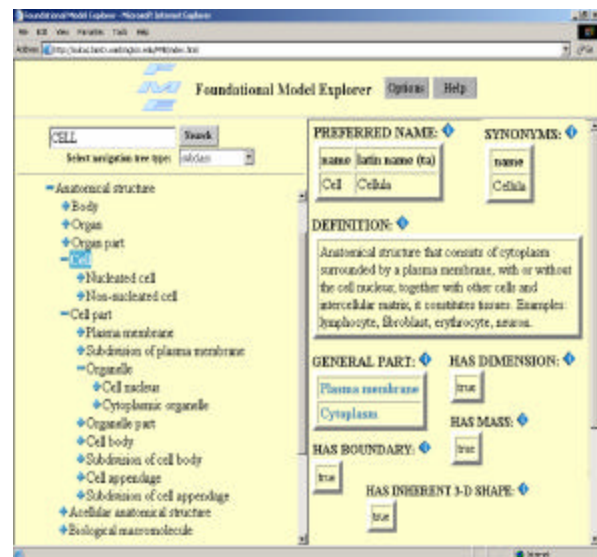 Foundational Model Explorer - Microsoft Internet Explorer
Foundational Model Explorer
Options
Help
CELL
Search
Select navigation tree type:
subclass
Anatomical structure
Body
Organ
Organ part
Cell
Nucleated cell
Non-nucleated cell
Cell part
Plasma membrane
Subdivision of plasma membrane
Organelle
Cell nucleus
Cytoplasmic organelle
Organelle part
Cell body
Subdivision of cell body
Cell appendage
Subdivision of cell appendage
Acellular anatomical structure
Biological macromolecule
PREFERRED NAME:
name latin name (ta)
Cell Cellula
SYNONYMS:
name
Cellula
DEFINITION:
Anatomical structure that consists of cytoplasm
surrounded by a plasma membrane, with or without
the cell nucleus; together with other cells and
intercellular matrix, it constitutes tissues. Examples:
lymphocyte, fibroblast, erythrocyte, neuron.
GENERAL PART:
Plasma membrane
Cytoplasm
HAS DIMENSION:
true
HAS MASS:
true
HAS BOUNDARY:
true
HAS INHERENT 3-D SHAPE:
true
Internet